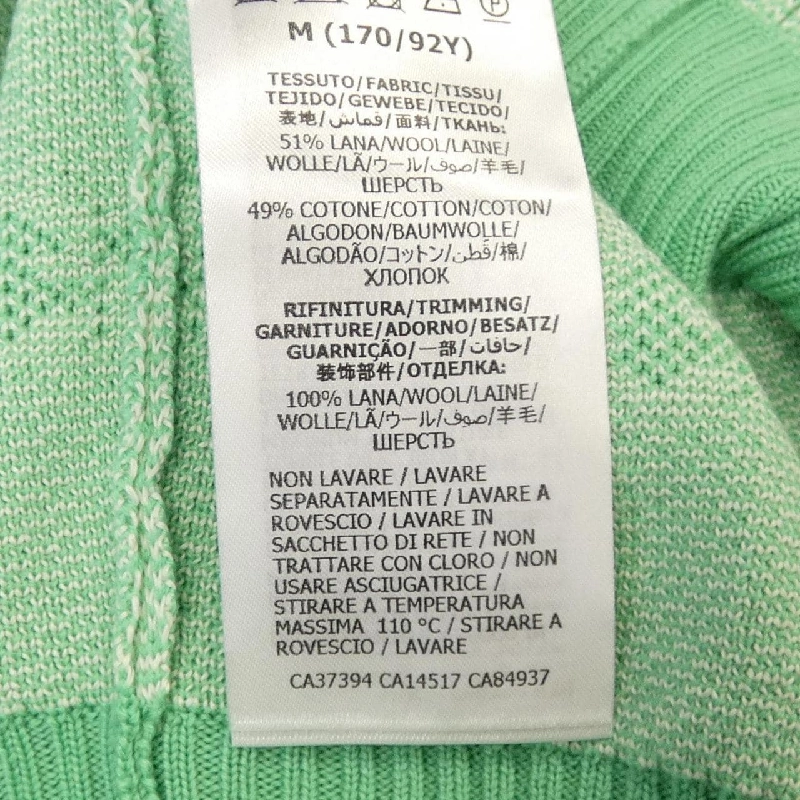 M (170/92Y)
TESSUTO/FABRIC/TISSU/
TEJIDO/GEWEBE/TECIDO/
表地/قماش/面料/ТКАНЬ:
51% LANA/WOOL/LAINE/
WOLLE/LÃ/ウール/صوف/羊毛/
ШЕРСТЬ
49% COTONE/COTTON/COTON/
ALGODON/BAUMWOLLE/
ALGODÃO/コットン/قُطن/棉/
ХЛОПОК
RIFINITURA/TRIMMING/
GARNITURE/ADORNO/BESATZ/
GUARNIÇÃO/一部/حافات/
装饰部件/ОТДЕЛКА:
100% LANA/WOOL/LAINE/
WOLLE/LÃ/ウール/صوف/羊毛/
ШЕРСТЬ
NON LAVARE / LAVARE
SEPARATAMENTE / LAVARE A
ROVESCIO / LAVARE IN
SACCHETTO DI RETE / NON
TRATTARE CON CLORO / NON
USARE ASCIUGATRICE /
STIRARE A TEMPERATURA
MASSIMA 110 °C / STIRARE A
ROVESCIO / LAVARE
CA37394 CA14517 CA84937